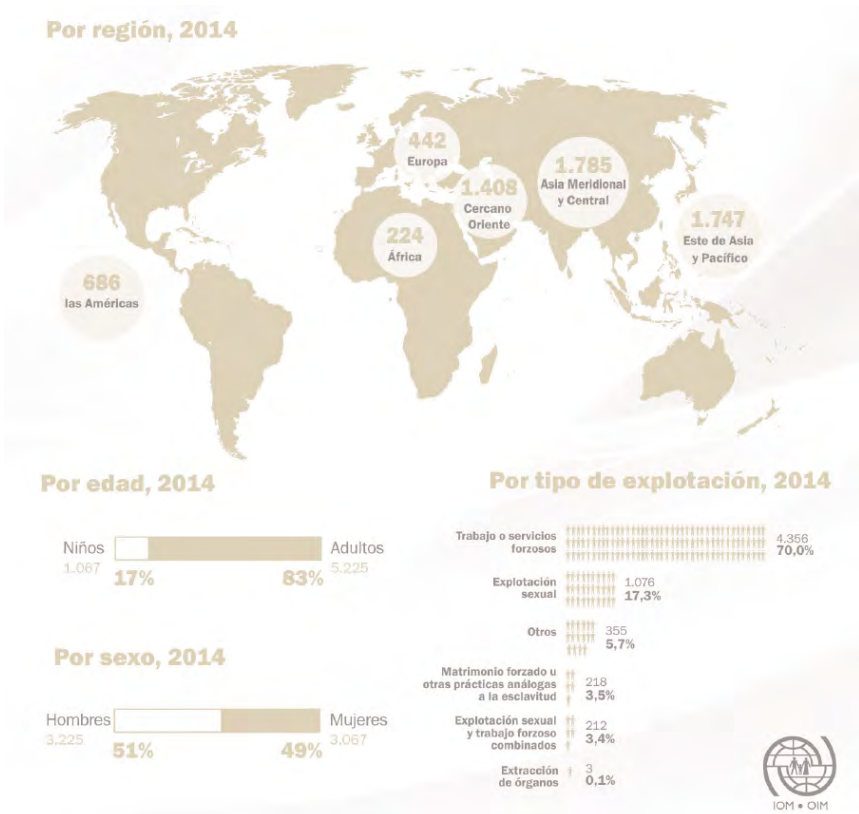 Por región, 2014
442
Europa
1.785
Asia Meridional
y Central
1.408
Cercano
Oriente
1.747
Este de Asia
y Pacífico
224
África
686
las Américas
Por edad, 2014
Niños
1.067
17%
83%
Adultos
5.225
Por sexo, 2014
Hombres
3.225
51%
49%
Mujeres
3.067
Por tipo de explotación, 2014
Trabajo o servicios
forzosos
4.356
70,0%
Explotación
sexual
1.076
17,3%
Otros
355
5,7%
Matrimonio forzado u
otras prácticas análogas
a la esclavitud
218
3,5%
Explotación sexual
y trabajo forzoso
combinados
212
3,4%
Extracción
de órganos
3
0,1%
IOM • OIM